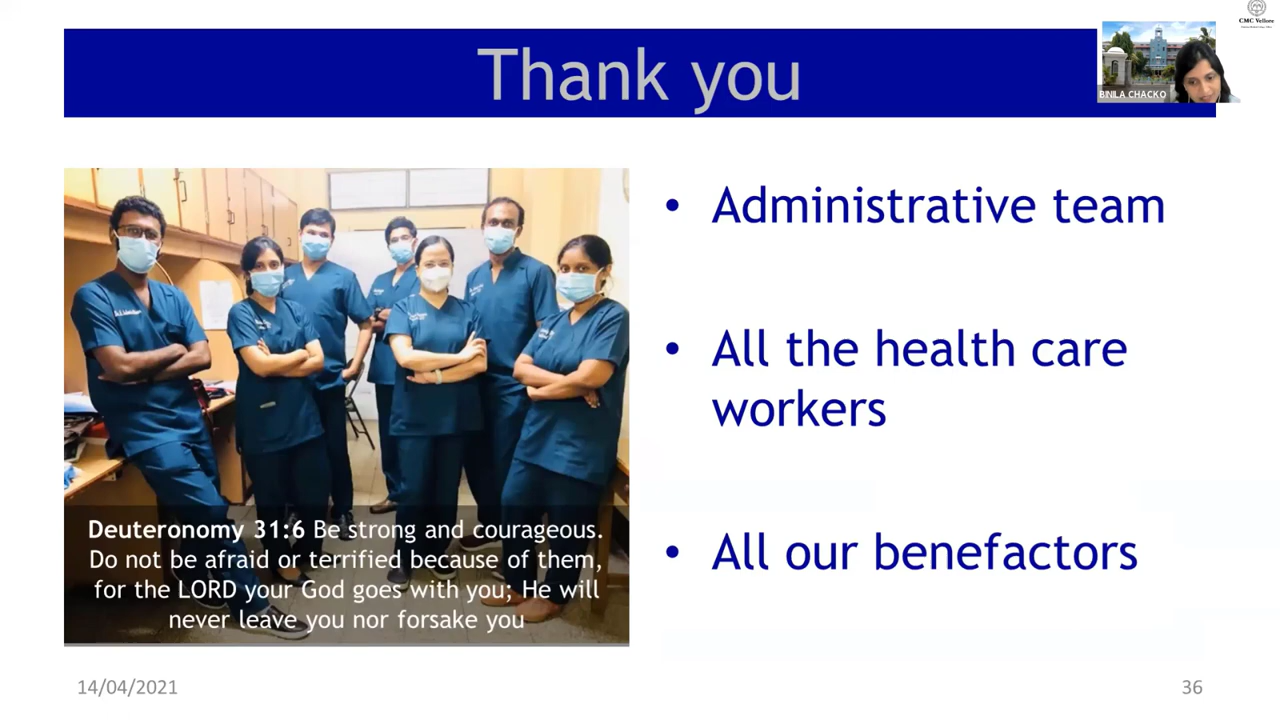 CMC Vellore
Thank you
BINILA CHACKO
• Administrative team
• All the health care
workers
• All our benefactors
Deuteronomy 31:6 Be strong and courageous.
Do not be afraid or terrified because of them,
for the LORD your God goes with you; He will
never leave you nor forsake you
14/04/2021
36